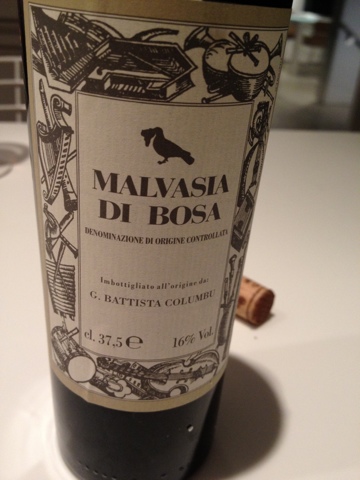 MALVASIA
DI BOSA
DENOMINAZIONE DI ORIGINE CONTROLLATA
Imbottigliato all'origine da:
G. BATTISTA COLUMBU
cl. 37,5 e 16% Vol.